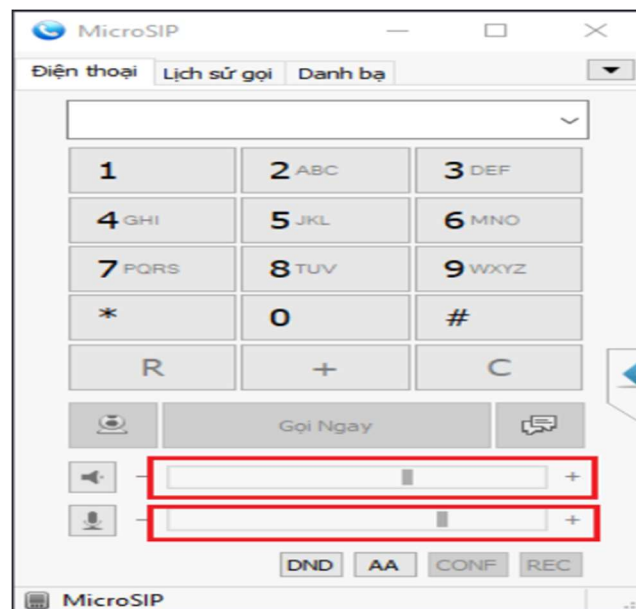 MicroSIP
Điện thoại Lịch sử gọi Danh bạ
1 2 ABC 3 DEF
4 GHI 5 JKL 6 MNO
7 PQRS 8 TUV 9 WXYZ
* 0 #
R + C
Gọi Ngay
- +
- +
DND AA CONF REC
MicroSIP